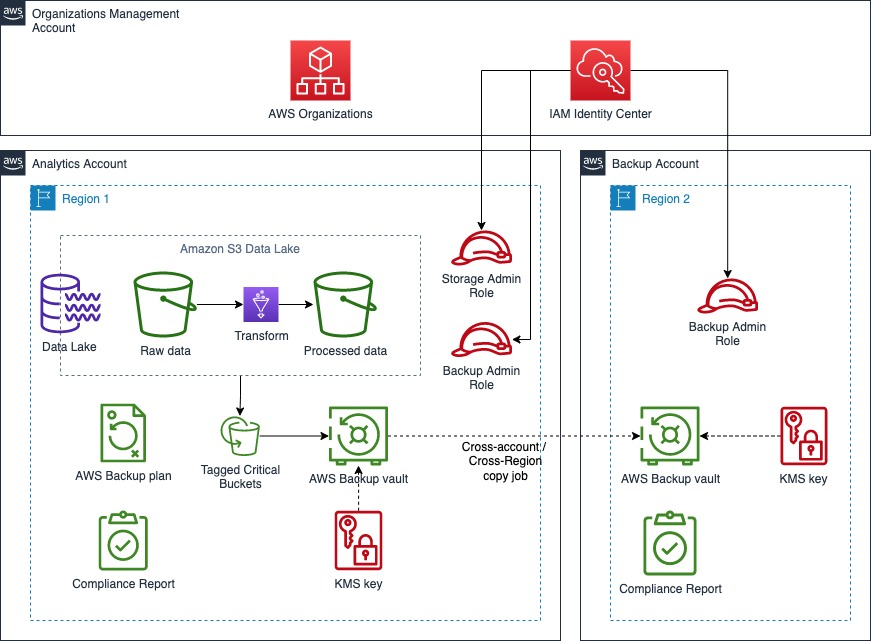 aws
Organizations Management
Account
AWS Organizations
IAM Identity Center
aws
Analytics Account
aws
Backup Account
Region 1
Region 2
Amazon S3 Data Lake
Data Lake
Raw data
Transform
Processed data
Storage Admin
Role
Backup Admin
Role
Backup Admin
Role
AWS Backup plan
Tagged Critical
Buckets
AWS Backup vault
Cross-account /
Cross-Region
copy job
AWS Backup vault
KMS key
Compliance Report
KMS key
Compliance Report